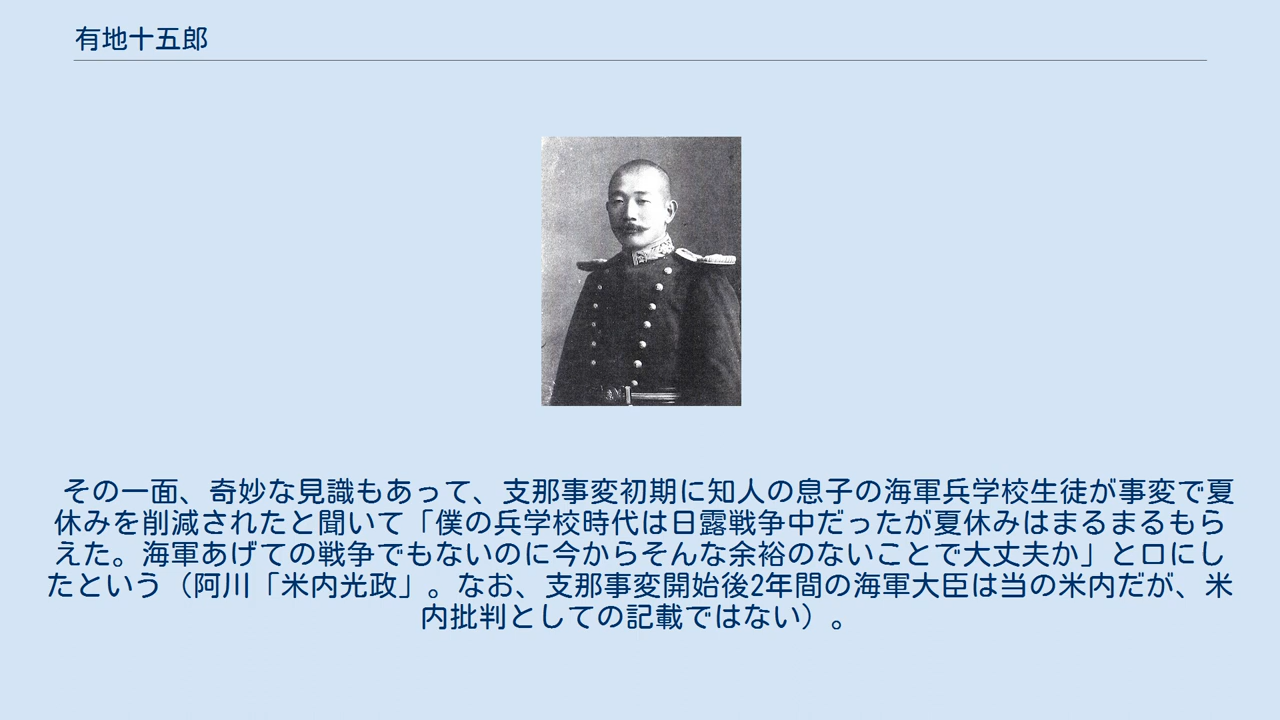 有地十五郎
その一面、奇妙な見識もあって、支那事変初期に知人の息子の海軍兵学校生徒が事変で夏
休みを削減されたと聞いて「僕の兵学校時代は日露戦争中だったが夏休みはまるまるもら
えた。海軍あげての戦争でもないのに今からそんな余裕のないことで大丈夫か」と口にし
たという（阿川「米内光政」。なお、支那事変開始後2年間の海軍大臣は当の米内だが、米
内批判としての記載ではない）。